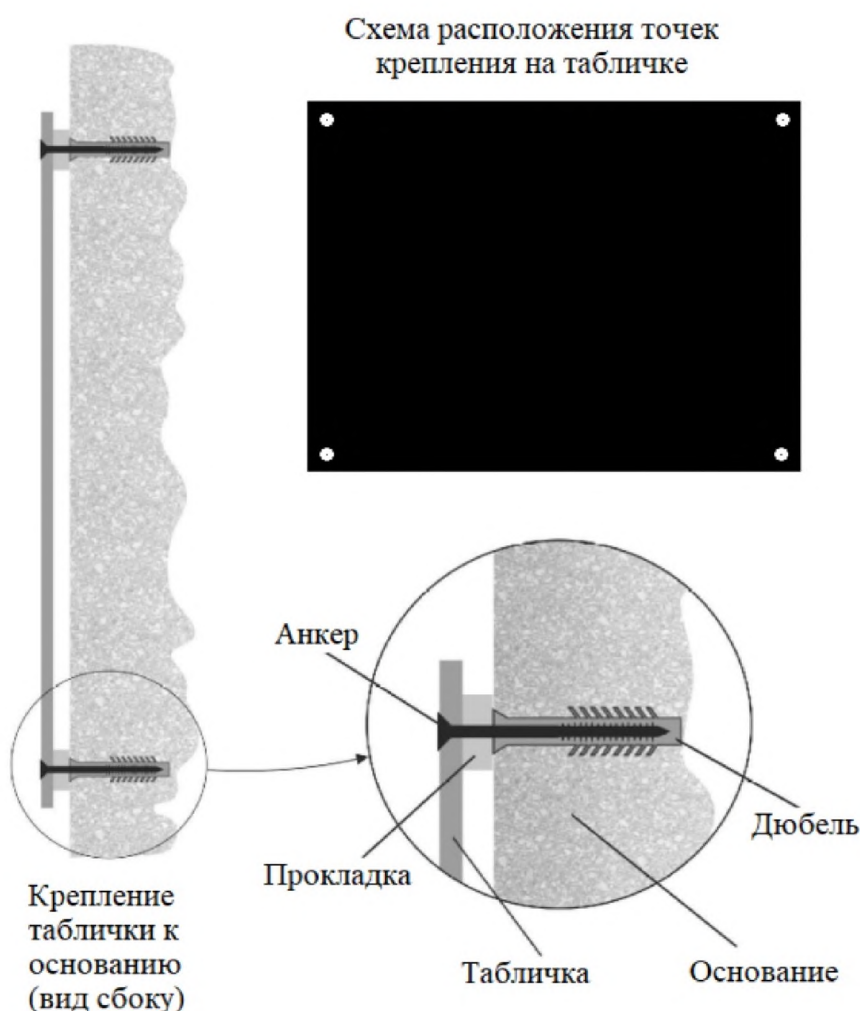 Схема расположения точек
крепления на табличке
Анкер
Дюбель
Прокладка
Крепление
таблички к
основанию
(вид сбоку)
Табличка
Основание